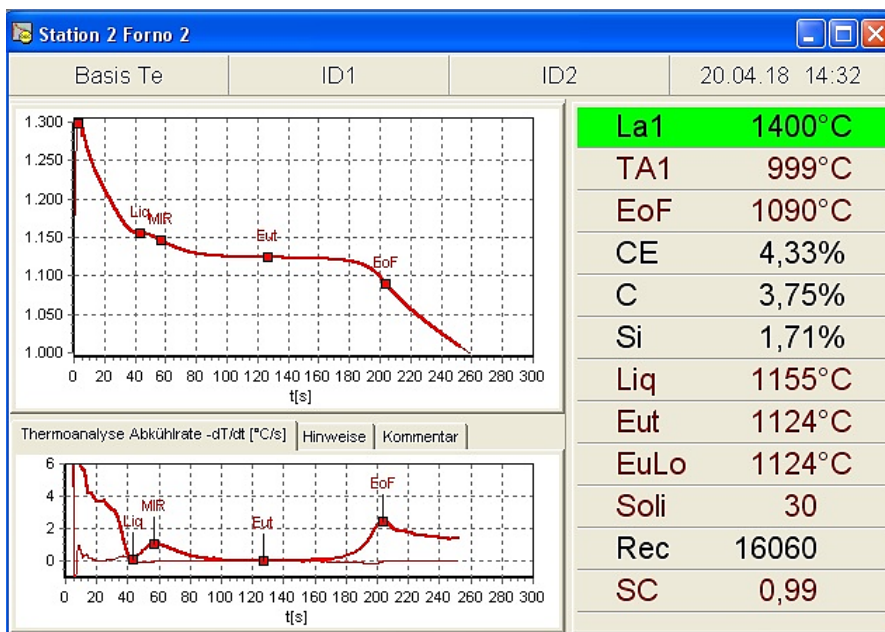 Station 2 Forno 2
Basis Te ID1 ID2 20.04.18 14:32
1.300
1.250
1.200
1.150
1.100
1.050
1.000
Liq
MIR
Eut
EoF
0 20 40 60 80 100 120 140 160 180 200 220 240 260 280 300
t[s]
Thermoanalyse Abkühlrate -dT/dt [°C/s] Hinweise Kommentar
6
4
2
0
Liq
MIR
Eut
EoF
0 20 40 60 80 100 120 140 160 180 200 220 240 260 280 300
t[s]
La1 1400°C
TA1 999°C
EoF 1090°C
CE 4,33%
C 3,75%
Si 1,71%
Liq 1155°C
Eut 1124°C
EuLo 1124°C
Soli 30
Rec 16060
SC 0,99